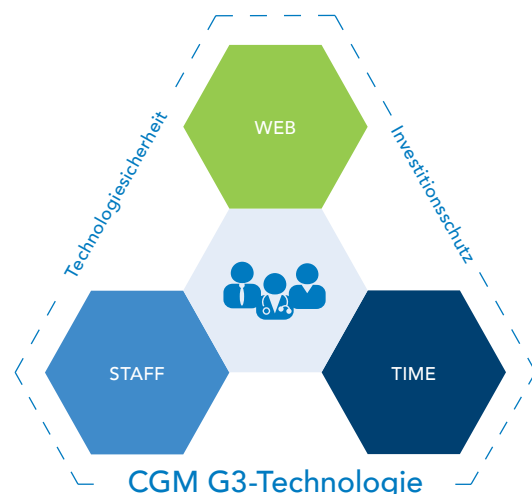 WEB
Technologiesicherheit
Investitionsschutz
STAFF
TIME
CGM G3-Technologie